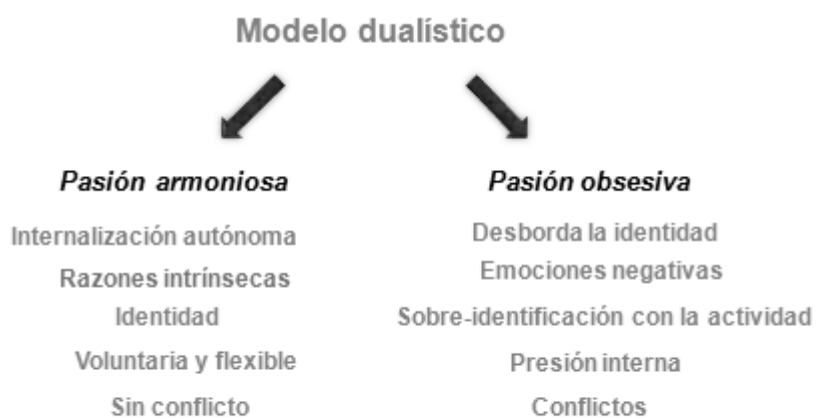 Modelo dualístico
Pasión armoniosa
Internalización autónoma
Razones intrínsecas
Identidad
Voluntaria y flexible
Sin conflicto
Pasión obsesiva
Desborda la identidad
Emociones negativas
Sobre-identificación con la actividad
Presión interna
Conflictos